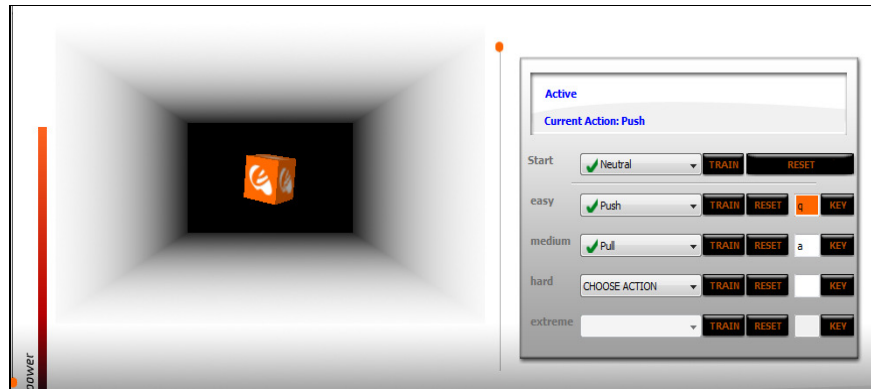 power
Active
Current Action: Push
Start Neutral TRAIN RESET
easy Push TRAIN RESET q KEY
medium Pull TRAIN RESET a KEY
hard CHOOSE ACTION TRAIN RESET KEY
extreme TRAIN RESET KEY